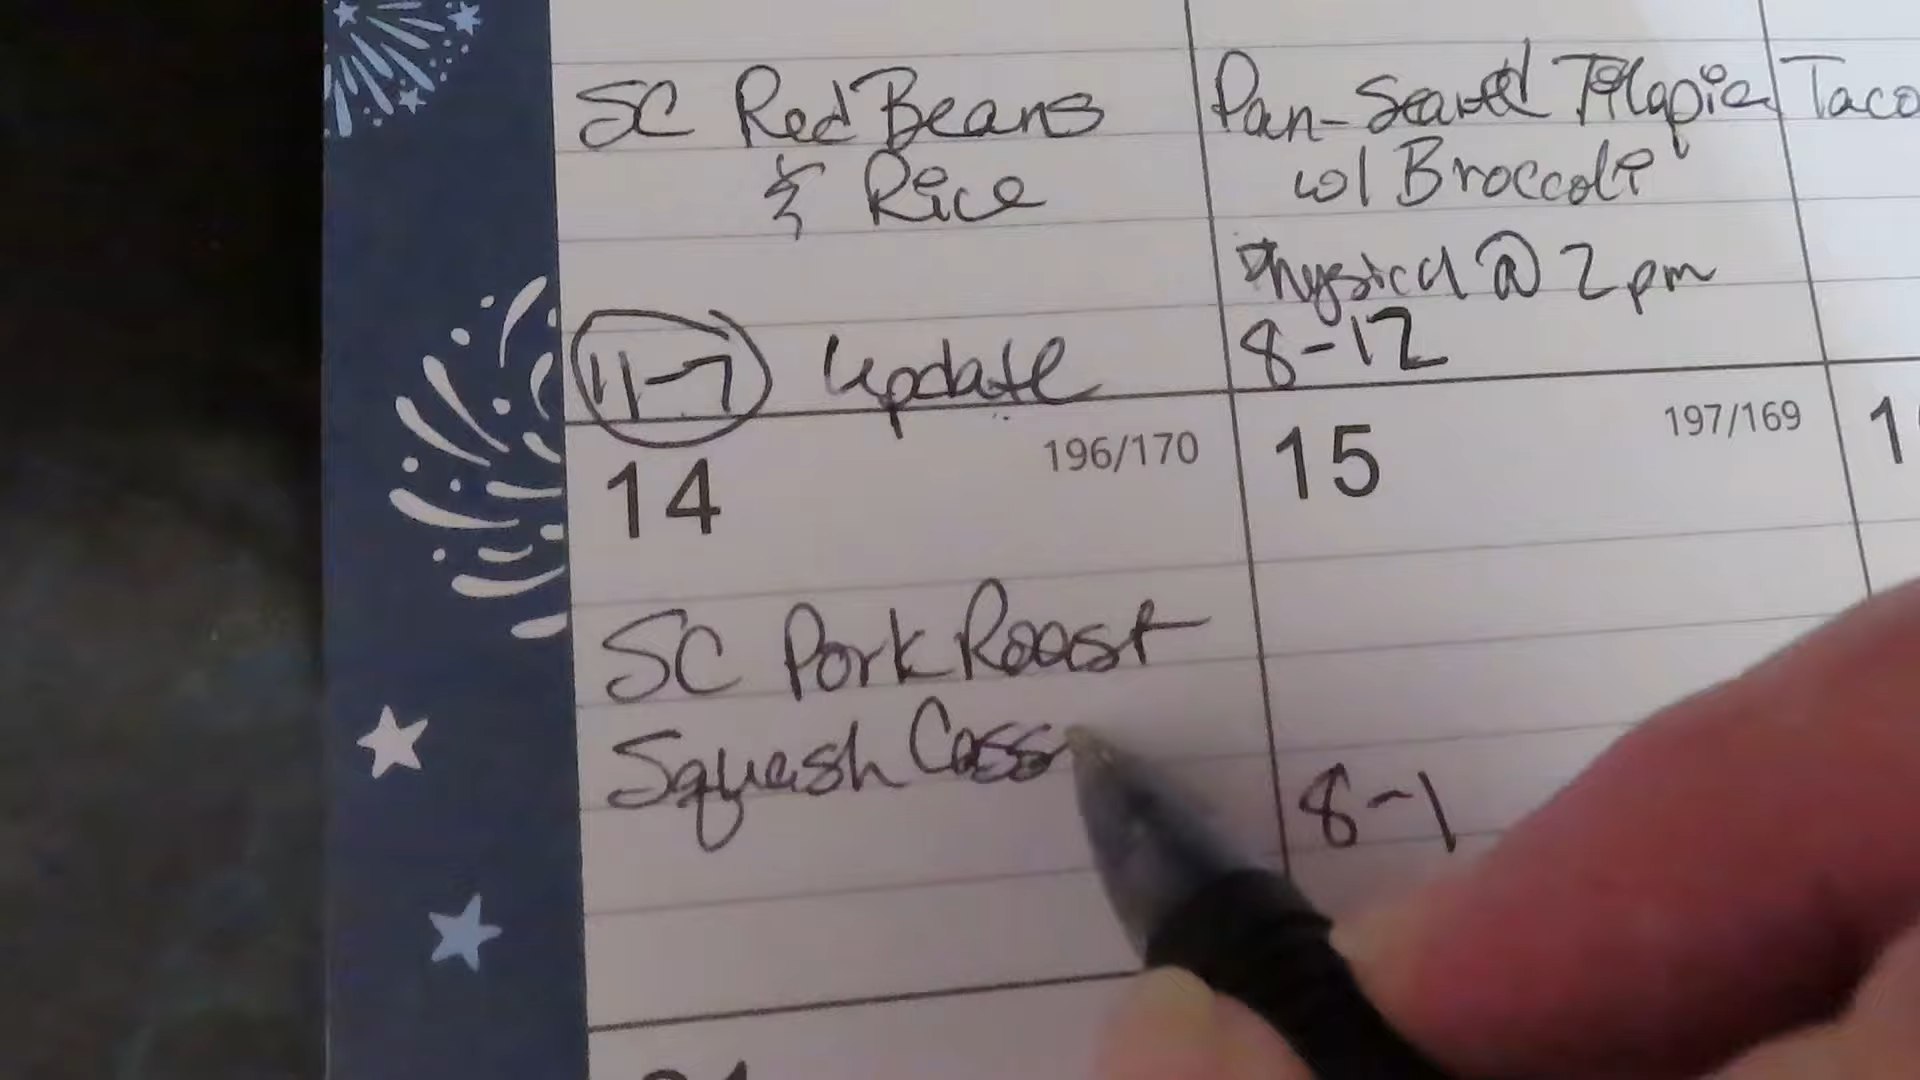 SC Red Beans
& Rice
11-7 Update
Pan-Seared Tilapia
w/ Broccoli
Physical @ 2pm
8-12
Taco
14 196/170
SC Pork Roast
Squash Cass
15 197/169
8-1